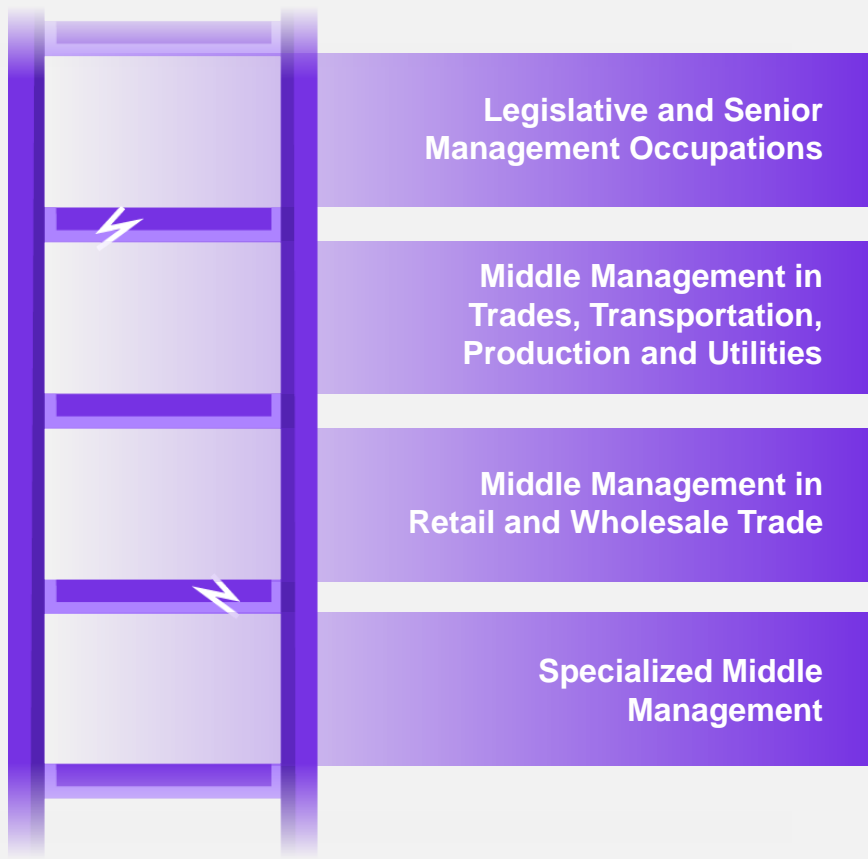 Legislative and Senior
Management Occupations
Middle Management in
Trades, Transportation,
Production and Utilities
Middle Management in
Retail and Wholesale Trade
Specialized Middle
Management